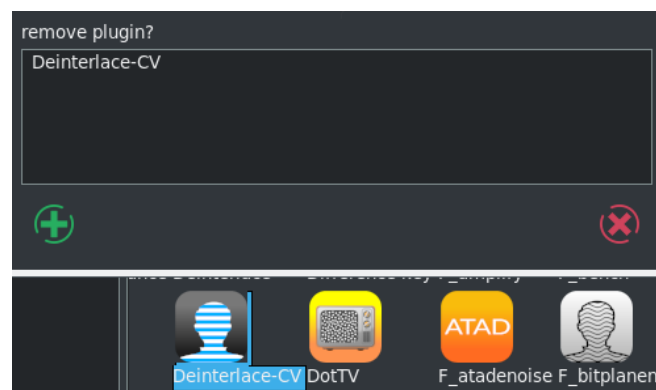 remove plugin?
Deinterlace-CV
ATAD
Deinterlace-CV DotTV F_atadenoise F_bitplanen